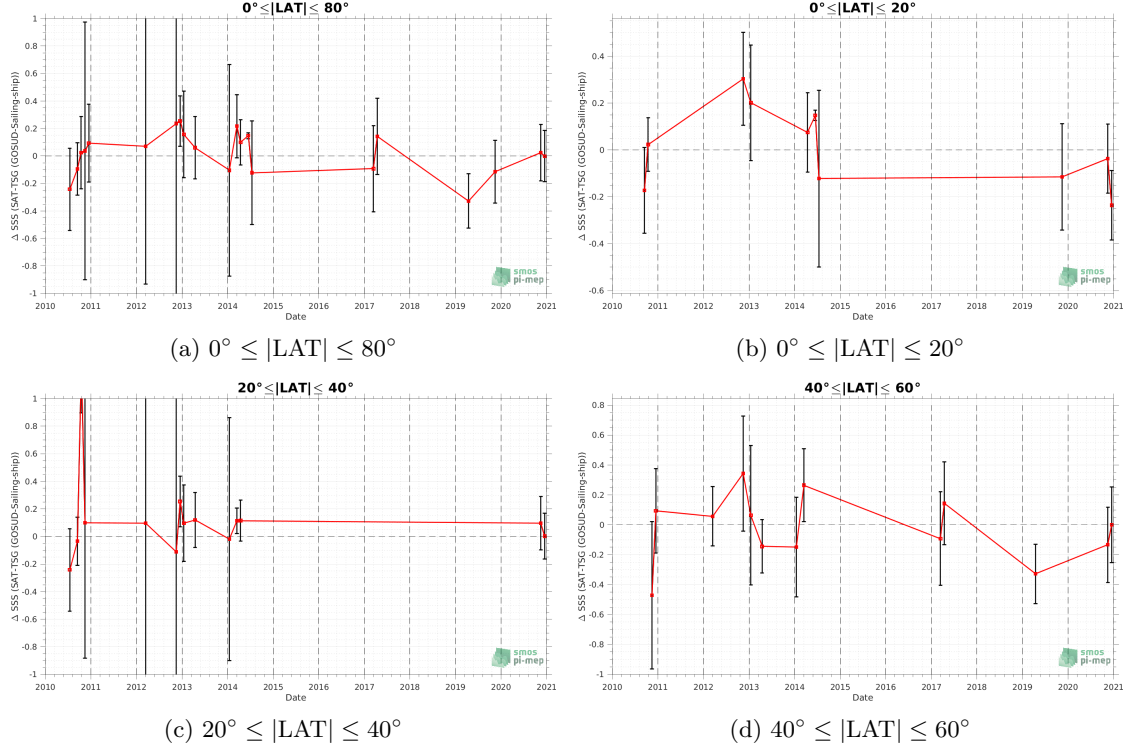 0°≤|LAT|≤ 80°
Δ SSS (SAT-TSG (GOSUD-Sailing-ship))
1
0.8
0.6
0.4
0.2
0
-0.2
-0.4
-0.6
-0.8
-1
2010 2011 2012 2013 2014 2015 2016 2017 2018 2019 2020 2021
Date
smos
pi-mep
(a) 0° ≤ |LAT| ≤ 80°
0°≤|LAT|≤ 20°
Δ SSS (SAT-TSG (GOSUD-Sailing-ship))
0.4
0.2
0
-0.2
-0.4
-0.6
2010 2011 2012 2013 2014 2015 2016 2017 2018 2019 2020 2021
Date
smos
pi-mep
(b) 0° ≤ |LAT| ≤ 20°
20°≤|LAT|≤ 40°
Δ SSS (SAT-TSG (GOSUD-Sailing-ship))
1
0.8
0.6
0.4
0.2
0
-0.2
-0.4
-0.6
-0.8
-1
2010 2011 2012 2013 2014 2015 2016 2017 2018 2019 2020 2021
Date
smos
pi-mep
(c) 20° ≤ |LAT| ≤ 40°
40°≤|LAT|≤ 60°
Δ SSS (SAT-TSG (GOSUD-Sailing-ship))
0.8
0.6
0.4
0.2
0
-0.2
-0.4
-0.6
-0.8
-1
2010 2011 2012 2013 2014 2015 2016 2017 2018 2019 2020 2021
Date
smos
pi-mep
(d) 40° ≤ |LAT| ≤ 60°